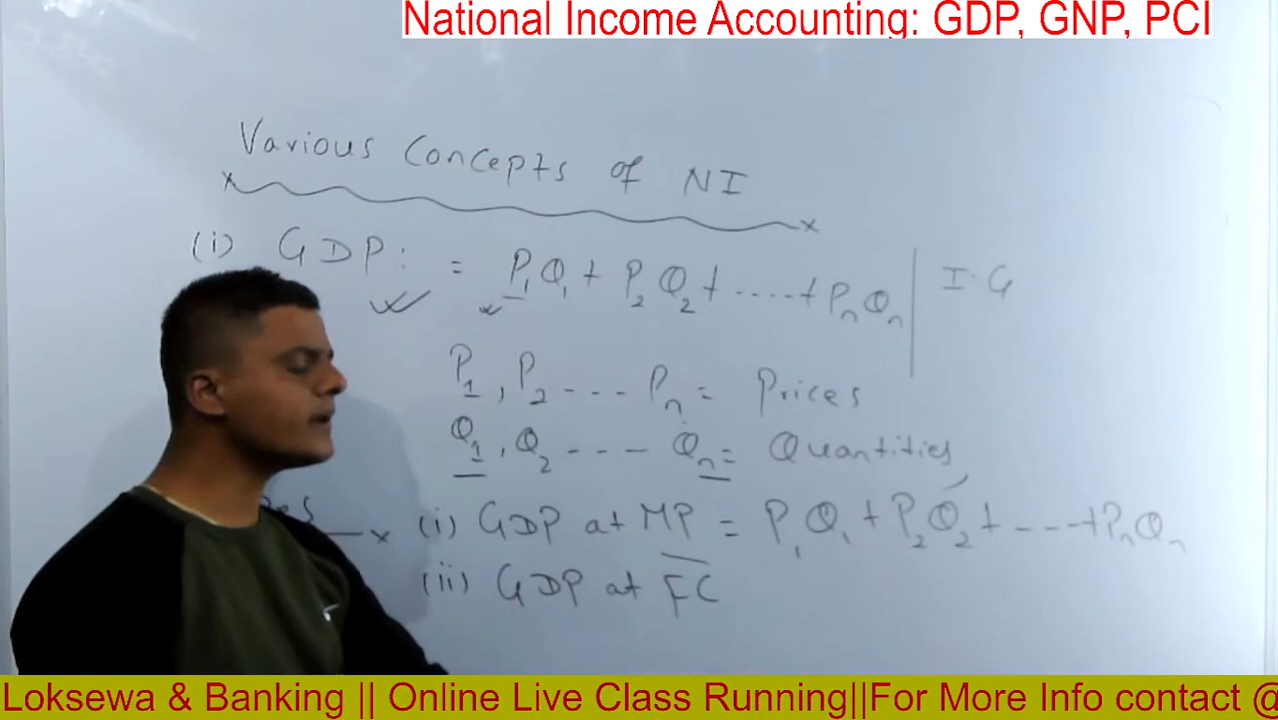 National Income Accounting: GDP, GNP, PCI
Various Concepts of NI
(i) GDP: = P₁Q₁ + P₂Q₂ + ..... + PₙQₙ | I.G
P₁, P₂ --- Pₙ = Prices
Q₁, Q₂ --- Qₙ = Quantities
(i) GDP at MP = P₁Q₁ + P₂Q₂ + ---+ PₙQₙ
(ii) GDP at FC
Loksewa & Banking || Online Live Class Running||For More Info contact @